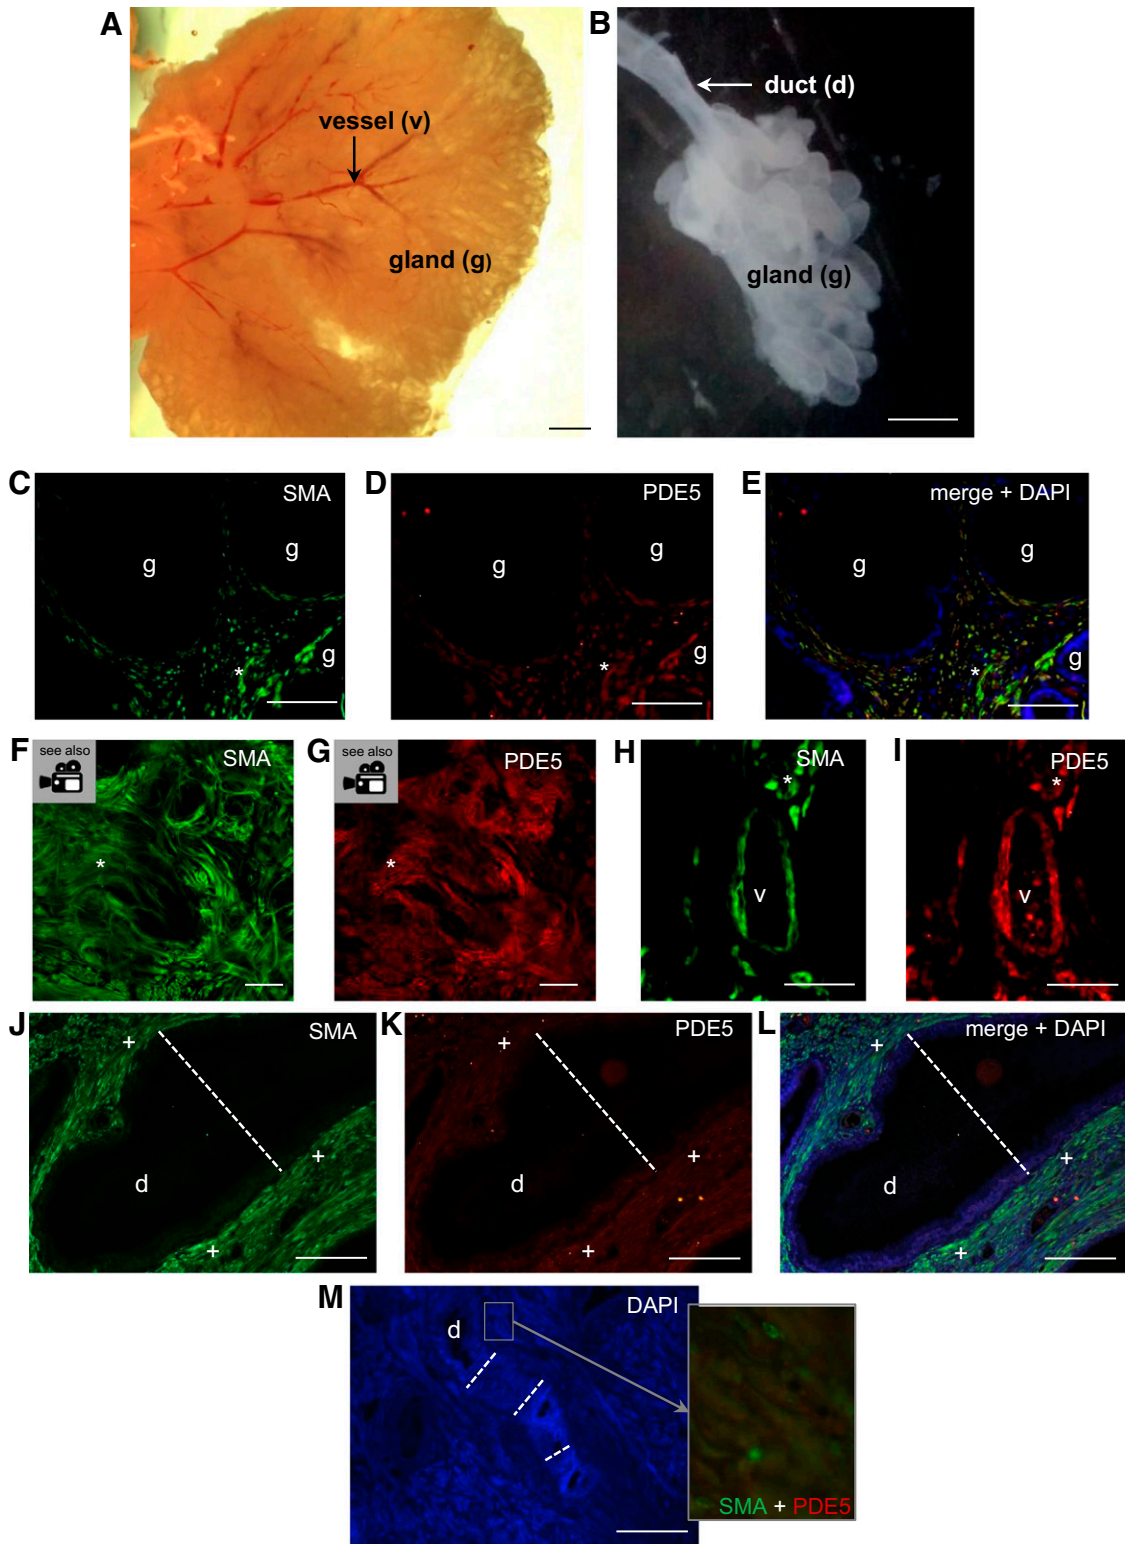 A
vessel (v)
gland (g)
B
duct (d)
gland (g)
C
SMA
g
g
g
*
D
PDE5
g
g
g
*
E
merge + DAPI
g
g
g
*
F
see also
SMA
*
G
see also
PDE5
*
H
SMA
*
v
I
PDE5
*
v
J
SMA
+
+
d
+
K
PDE5
+
+
d
+
L
merge + DAPI
+
+
d
+
M
DAPI
d
SMA + PDE5